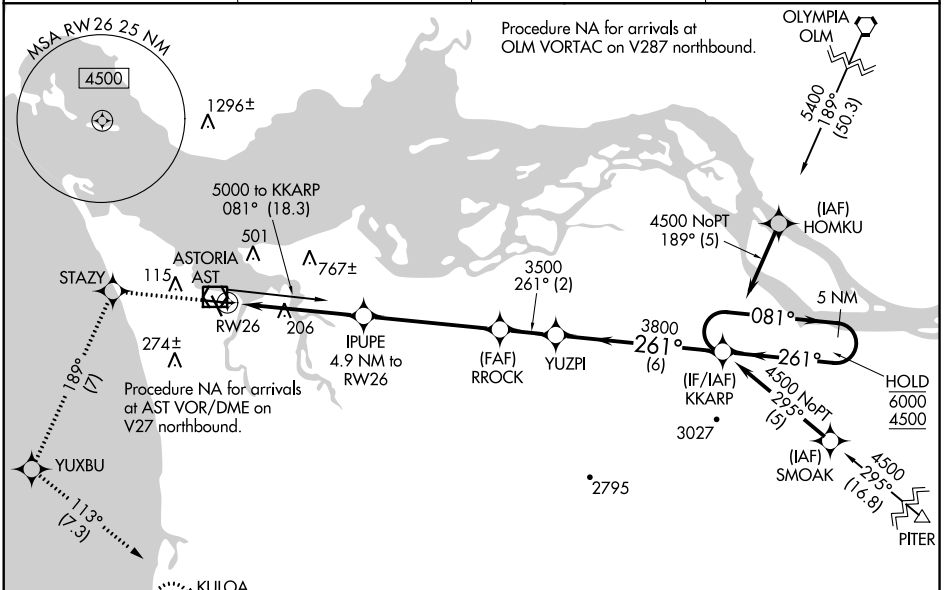 MSA RW 26 25 NM
4500
1296±
Procedure NA for arrivals at
OLM VORTAC on V287 northbound.
OLYMPIA
OLM
5400
189°
(50.3)
5000 to KKARP
081° (18.3)
4500 NoPT
189° (5)
(IAF)
HOMKU
501
767±
ASTORIA
AST
115
STAZY
RW26
206
3500
261° (2)
5 NM
081°
IPUPE
4.9 NM to
RW26
(FAF)
RROCK
YUZPI
3800
261°
(6)
261°
(IF/IAF)
KKARP
HOLD
6000
4500
274±
Procedure NA for arrivals
at AST VOR/DME on
V27 northbound.
189°
(7)
4500 NoPT
295°
(5)
3027
(IAF)
SMOAK
YUXBU
2795
4500
295°
(16.8)
PITER
113°
(7.3)
KULOA